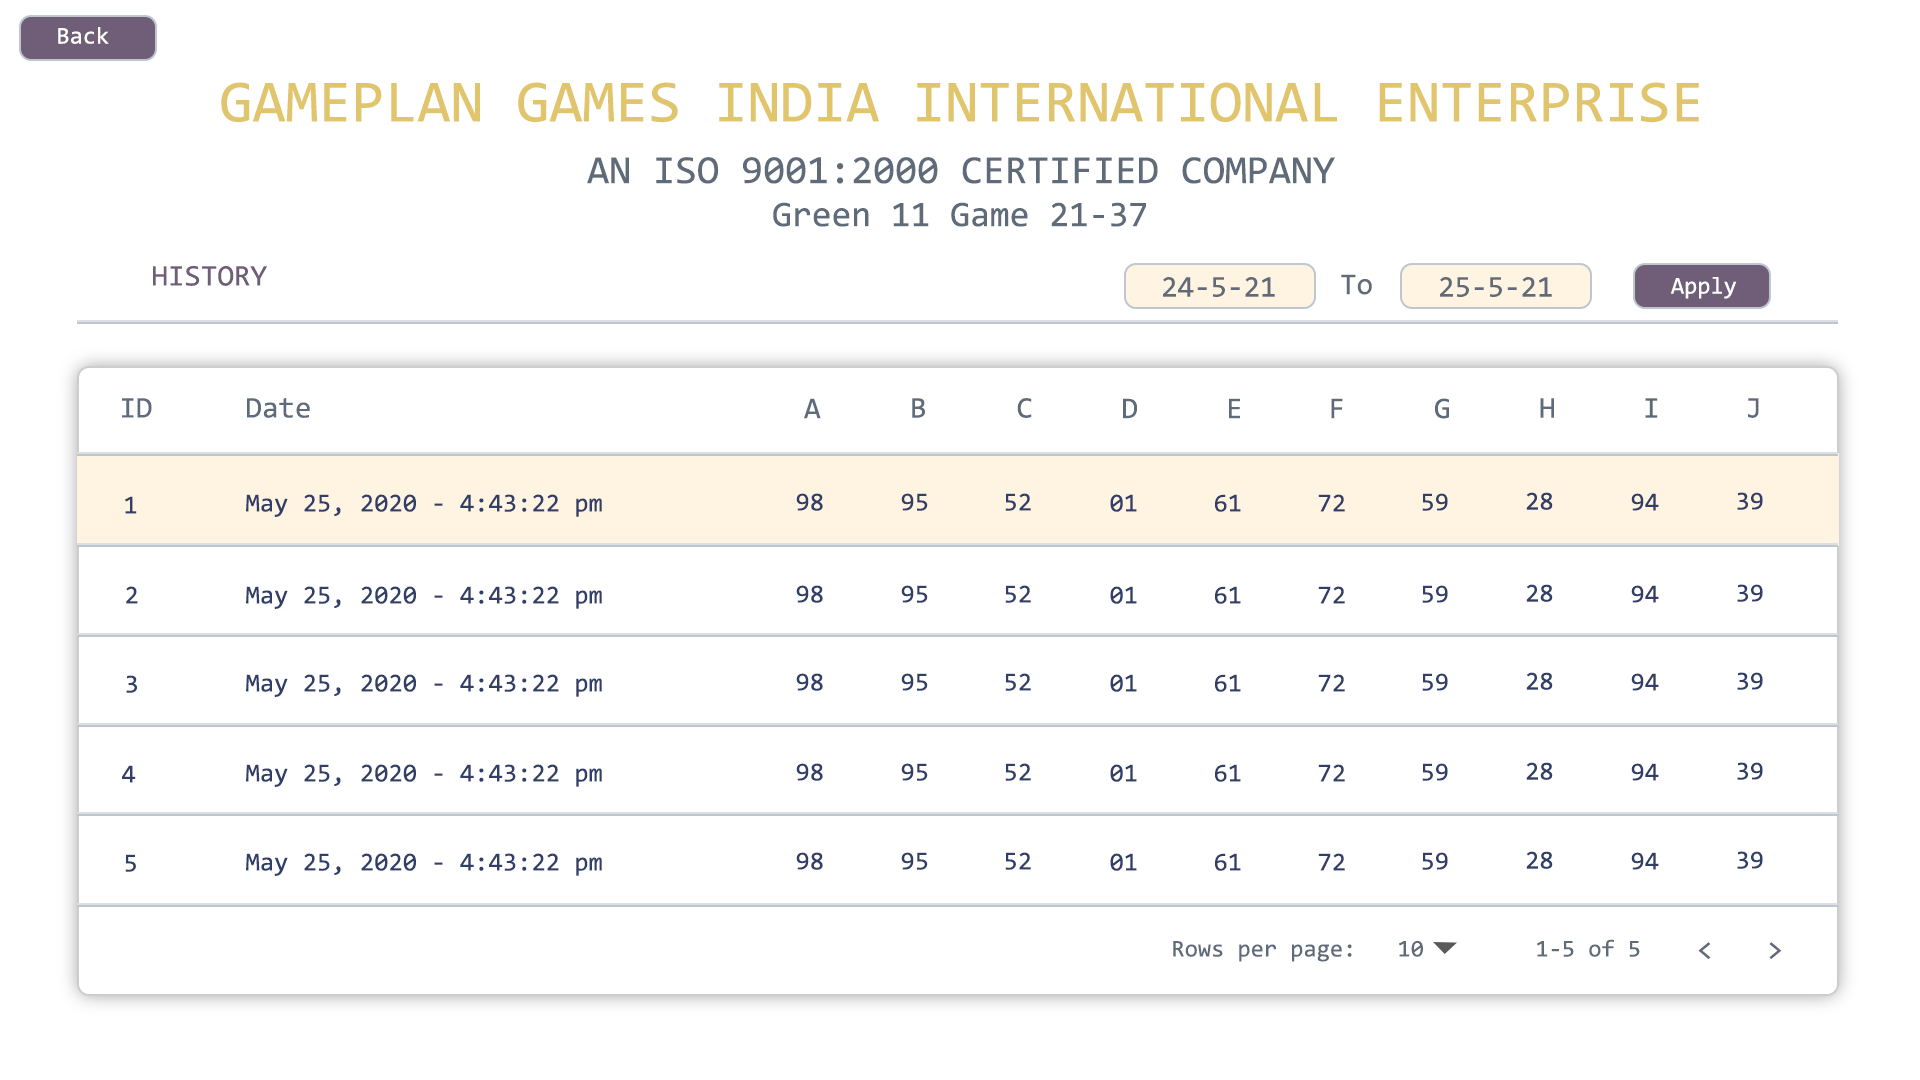 Back
GAMEPLAN GAMES INDIA INTERNATIONAL ENTERPRISE
AN ISO 9001:2000 CERTIFIED COMPANY
Green 11 Game 21-37
HISTORY 24-5-21 To 25-5-21 Apply
ID Date A B C D E F G H I J
1 May 25, 2020 - 4:43:22 pm 98 95 52 01 61 72 59 28 94 39
2 May 25, 2020 - 4:43:22 pm 98 95 52 01 61 72 59 28 94 39
3 May 25, 2020 - 4:43:22 pm 98 95 52 01 61 72 59 28 94 39
4 May 25, 2020 - 4:43:22 pm 98 95 52 01 61 72 59 28 94 39
5 May 25, 2020 - 4:43:22 pm 98 95 52 01 61 72 59 28 94 39
Rows per page: 10 1-5 of 5 < >